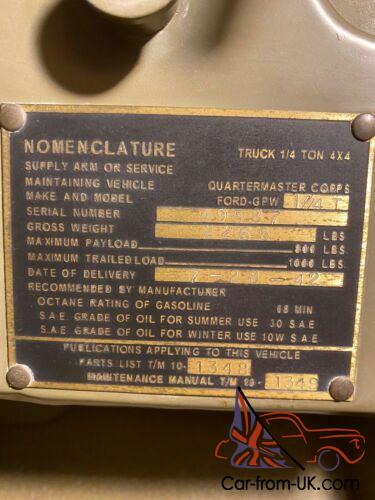 NOMENCLATURE TRUCK 1/4 TON 4X4
SUPPLY ARM OR SERVICE
MAINTAINING VEHICLE QUARTERMASTER CORPS
MAKE AND MODEL FORD-GPW 1/4 T
SERIAL NUMBER
GROSS WEIGHT LBS
MAXIMUM PAYLOAD 800 LBS.
MAXIMUM TRAILED LOAD 1000 LBS.
DATE OF DELIVERY 42
RECOMMENDED BY MANUFACTURER
OCTANE RATING OF GASOLINE 68 MIN
S.A.E GRADE OF OIL FOR SUMMER USE 30 S.A.E
S.A.E. GRADE OF OIL FOR WINTER USE 10W S.A.E
PUBLICATIONS APPLYING TO THIS VEHICLE
PARTS LIST T/M 10- 1348
MAINTENANCE MANUAL T/M 10- 1349
Car-from-UK.com